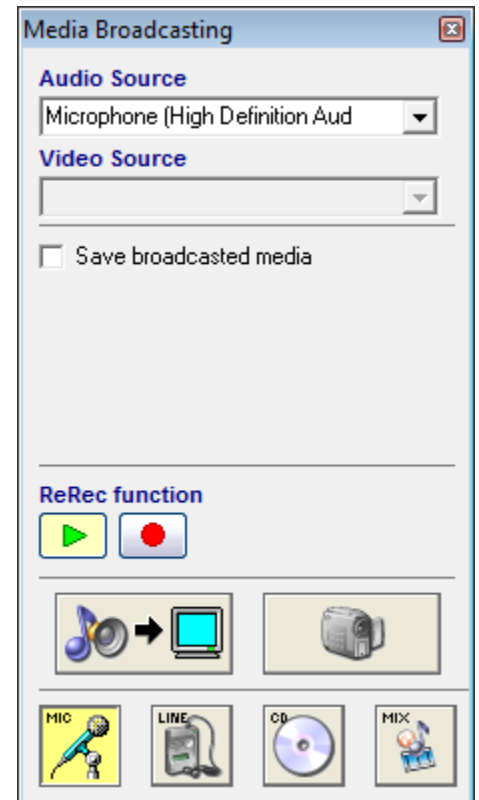 Media Broadcasting
Audio Source
Microphone (High Definition Aud
Video Source
Save broadcasted media
ReRec function
MIC LINE CD MIX